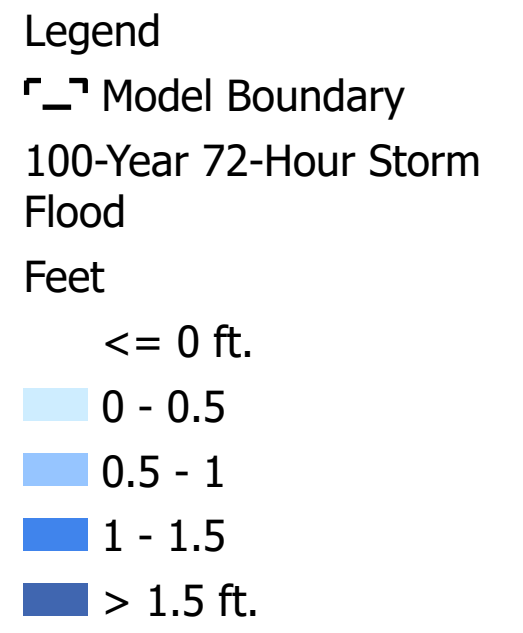 Legend
Model Boundary
100-Year 72-Hour Storm
Flood
Feet
<= 0 ft.
0 - 0.5
0.5 - 1
1 - 1.5
> 1.5 ft.